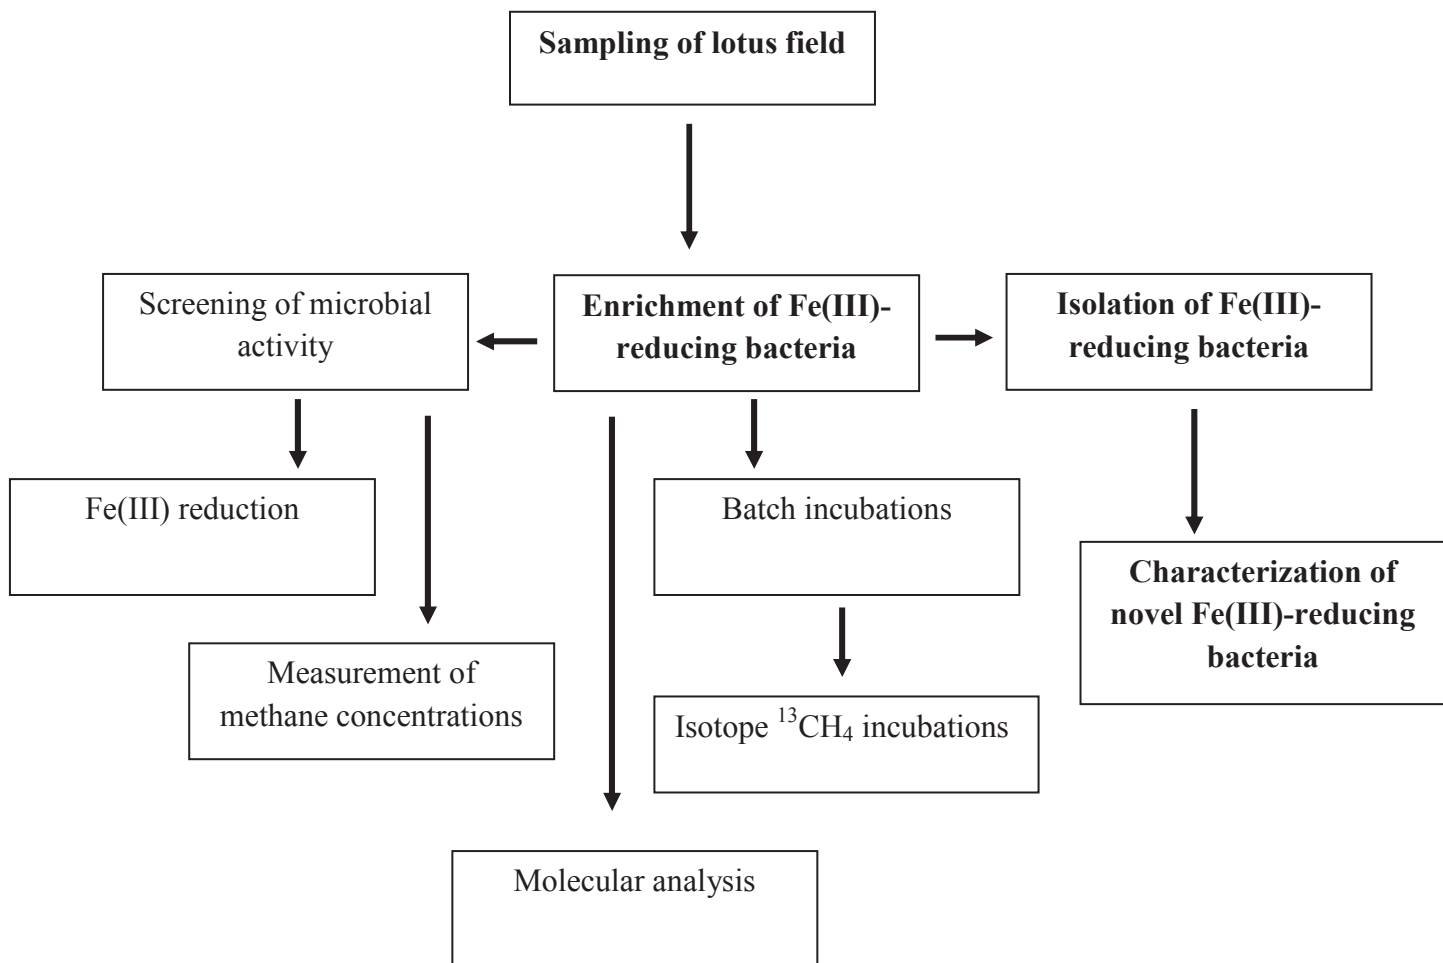 Sampling of lotus field
Screening of microbial
activity
Enrichment of Fe(III)-
reducing bacteria
Isolation of Fe(III)-
reducing bacteria
Fe(III) reduction
Batch incubations
Characterization of
novel Fe(III)-reducing
bacteria
Measurement of
methane concentrations
Isotope ¹³CH₄ incubations
Molecular analysis